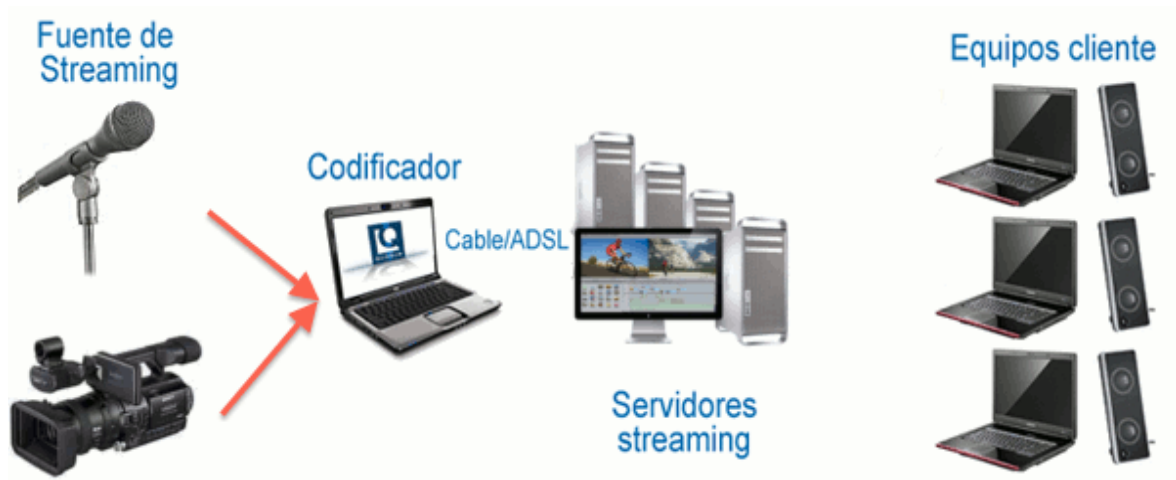 Fuente de
Streaming
Codificador
Cable/ADSL
Servidores
streaming
Equipos cliente